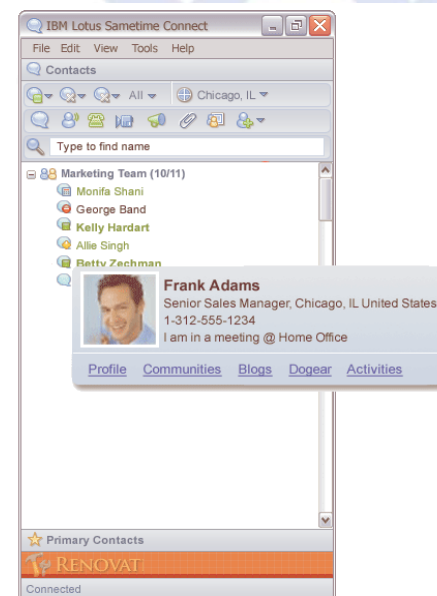 IBM Lotus Sametime Connect
File Edit View Tools Help
Contacts
All Chicago, IL
Type to find name
Marketing Team (10/11)
Monifa Shani
George Band
Kelly Hardart
Allie Singh
Betty Zechman
Frank Adams
Senior Sales Manager, Chicago, IL United States
1-312-555-1234
I am in a meeting @ Home Office
Profile Communities Blogs Dogear Activities
Primary Contacts
RENOVATI
Connected